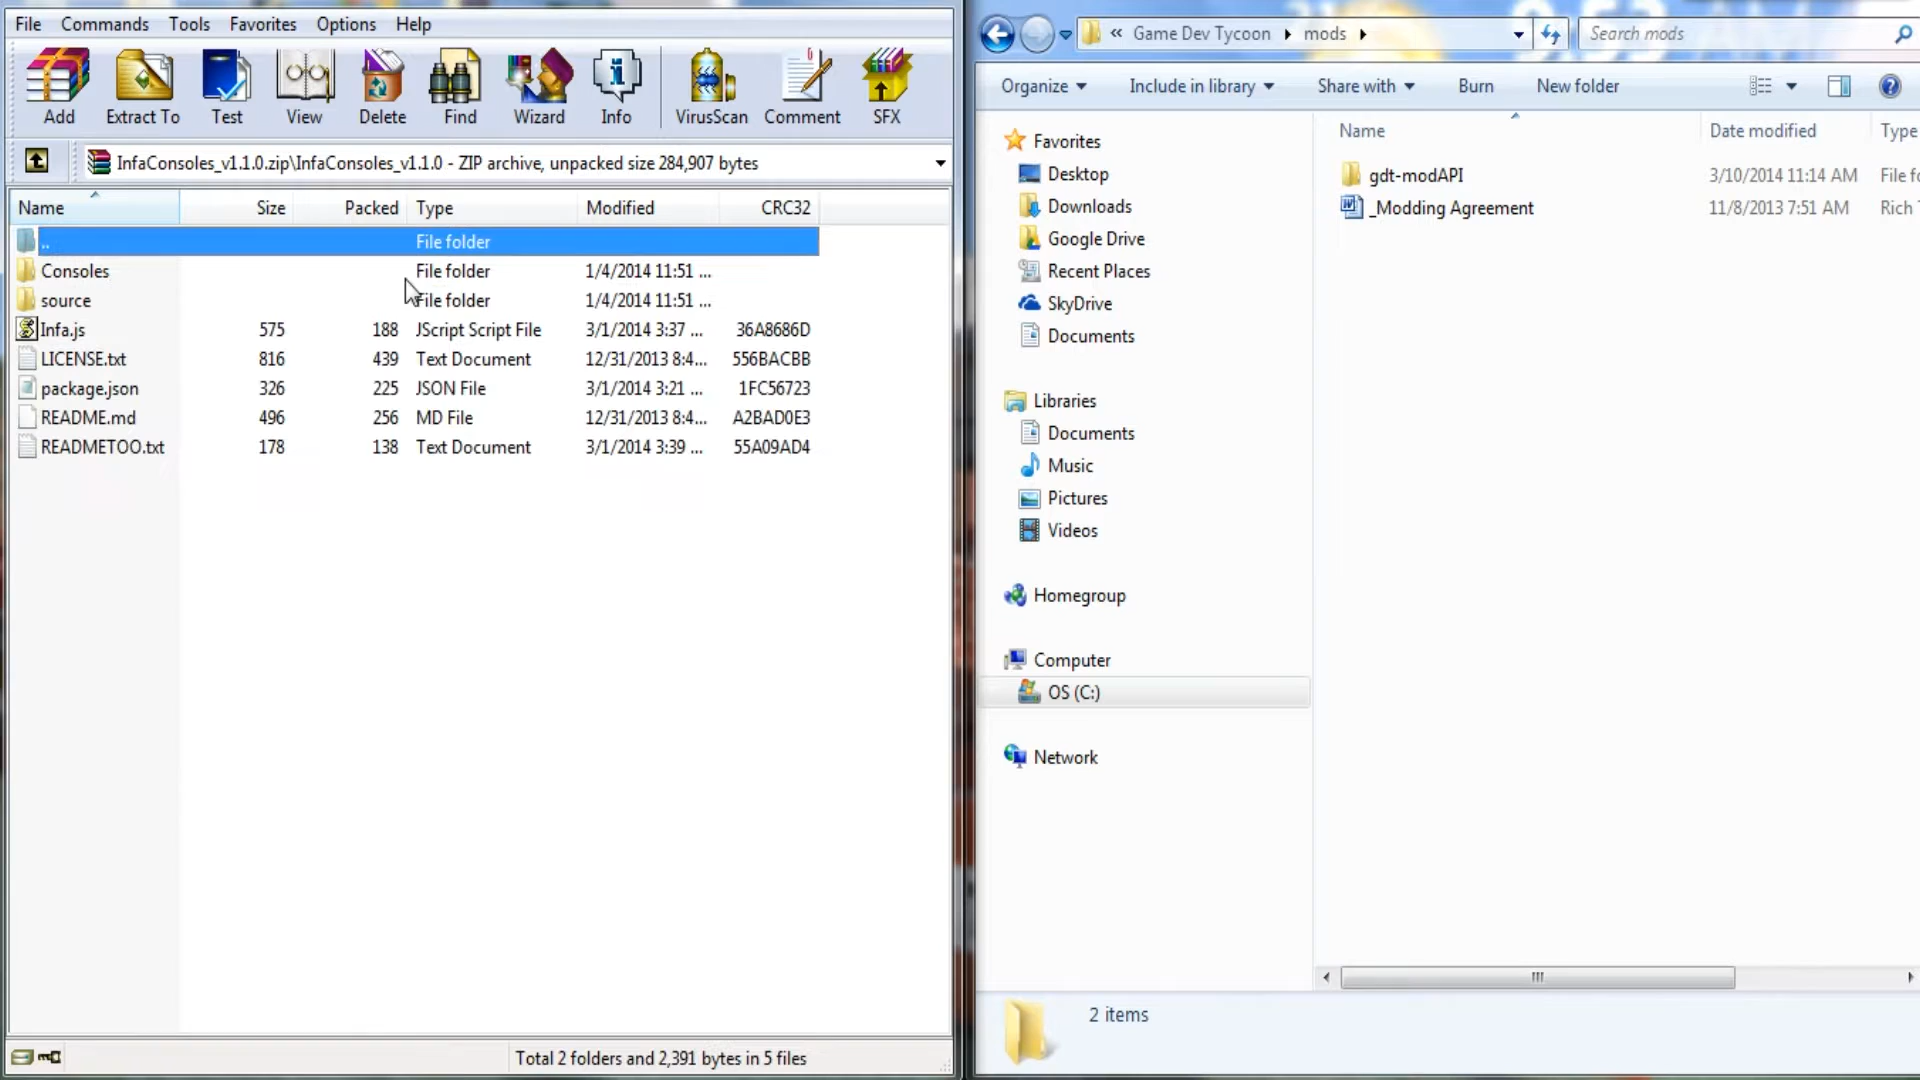 File Commands Tools Favorites Options Help
Add Extract To Test View Delete Find Wizard Info VirusScan Comment SFX
InfaConsoles_v1.1.0.zip\InfaConsoles_v1.1.0 - ZIP archive, unpacked size 284,907 bytes
Name Size Packed Type Modified CRC32
.. File folder
Consoles File folder 1/4/2014 11:51 ...
source File folder 1/4/2014 11:51 ...
Infa.js 575 188 JScript Script File 3/1/2014 3:37 ... 36A8686D
LICENSE.txt 816 439 Text Document 12/31/2013 8:4... 556BACBB
package.json 326 225 JSON File 3/1/2014 3:21 ... 1FC56723
README.md 496 256 MD File 12/31/2013 8:4... A2BAD0E3
READMETOO.txt 178 138 Text Document 3/1/2014 3:39 ... 55A09AD4
Total 2 folders and 2,391 bytes in 5 files
« Game Dev Tycoon mods
Search mods
Organize Include in library Share with Burn New folder
Favorites
Desktop
Downloads
Google Drive
Recent Places
SkyDrive
Documents
Libraries
Documents
Music
Pictures
Videos
Homegroup
Computer
OS (C:)
Network
Name Date modified Type
gdt-modAPI 3/10/2014 11:14 AM File fo
_Modding Agreement 11/8/2013 7:51 AM Rich
2 items